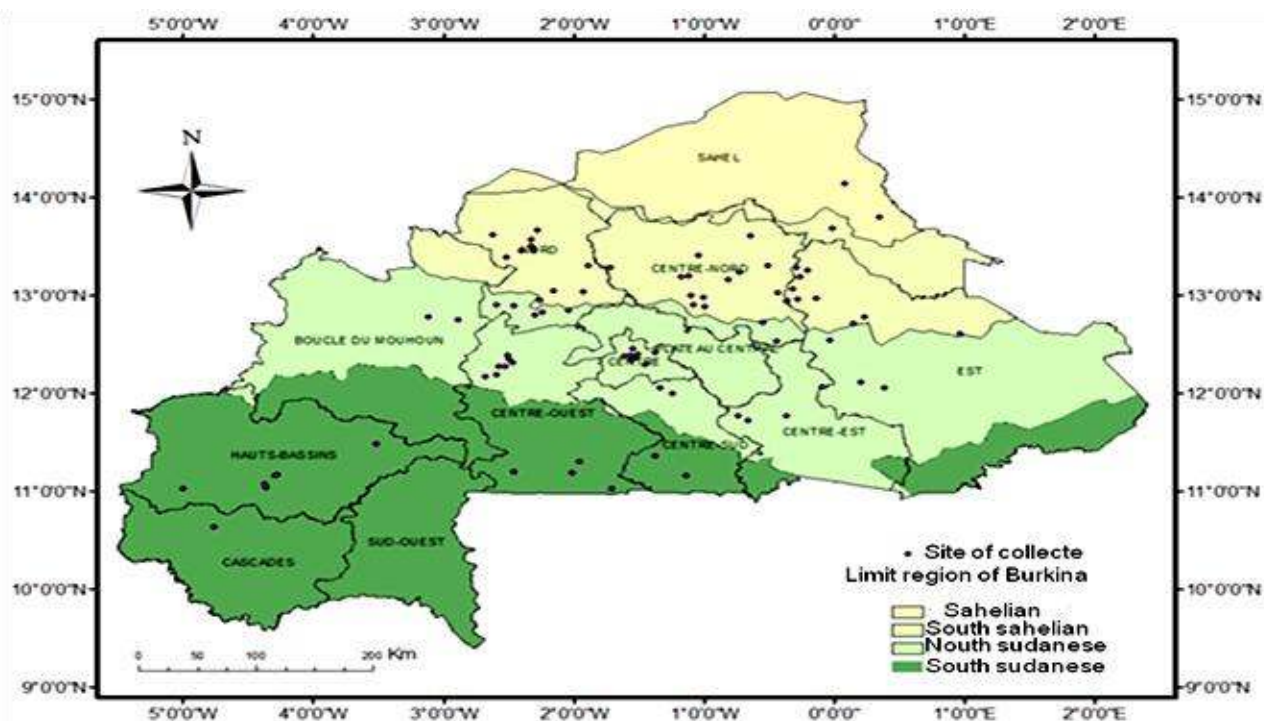 5°0'0"W 4°0'0"W 3°0'0"W 2°0'0"W 1°0'0"W 0°0'0"E 1°0'0"E 2°0'0"E
15°0'0"N 15°0'0"N
N
SAHEL
14°0'0"N 14°0'0"N
NORD
CENTRE-NORD
13°0'0"N 13°0'0"N
BOUCLE DU MOUHOUN
PLATEAU CENTRAL
CENTRE
EST
12°0'0"N 12°0'0"N
CENTRE-OUEST
CENTRE-SUD
CENTRE-EST
HAUTS-BASSINS
11°0'0"N 11°0'0"N
SUD-OUEST
CASCADES
Site of collecte
Limit region of Burkina
10°0'0"N 10°0'0"N
Sahelian
South sahelian
Nouth sudanese
South sudanese
0 50 100 200 Km
9°0'0"N 9°0'0"N
5°0'0"W 4°0'0"W 3°0'0"W 2°0'0"W 1°0'0"W 0°0'0"E 1°0'0"E 2°0'0"E